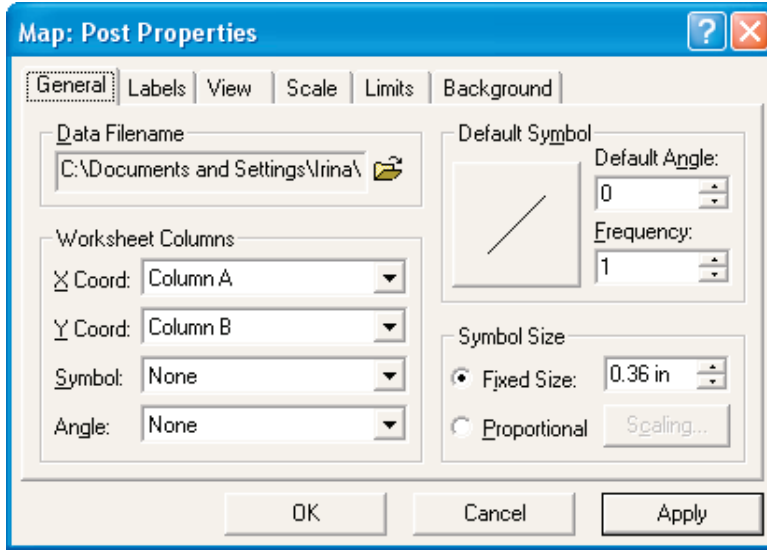 Map: Post Properties
General Labels View Scale Limits Background
Data Filename
C:\Documents and Settings\Irina\
Worksheet Columns
X Coord: Column A
Y Coord: Column B
Symbol: None
Angle: None
Default Symbol
Default Angle:
0
Frequency:
1
Symbol Size
Fixed Size: 0.36 in
Proportional Scaling...
OK Cancel Apply